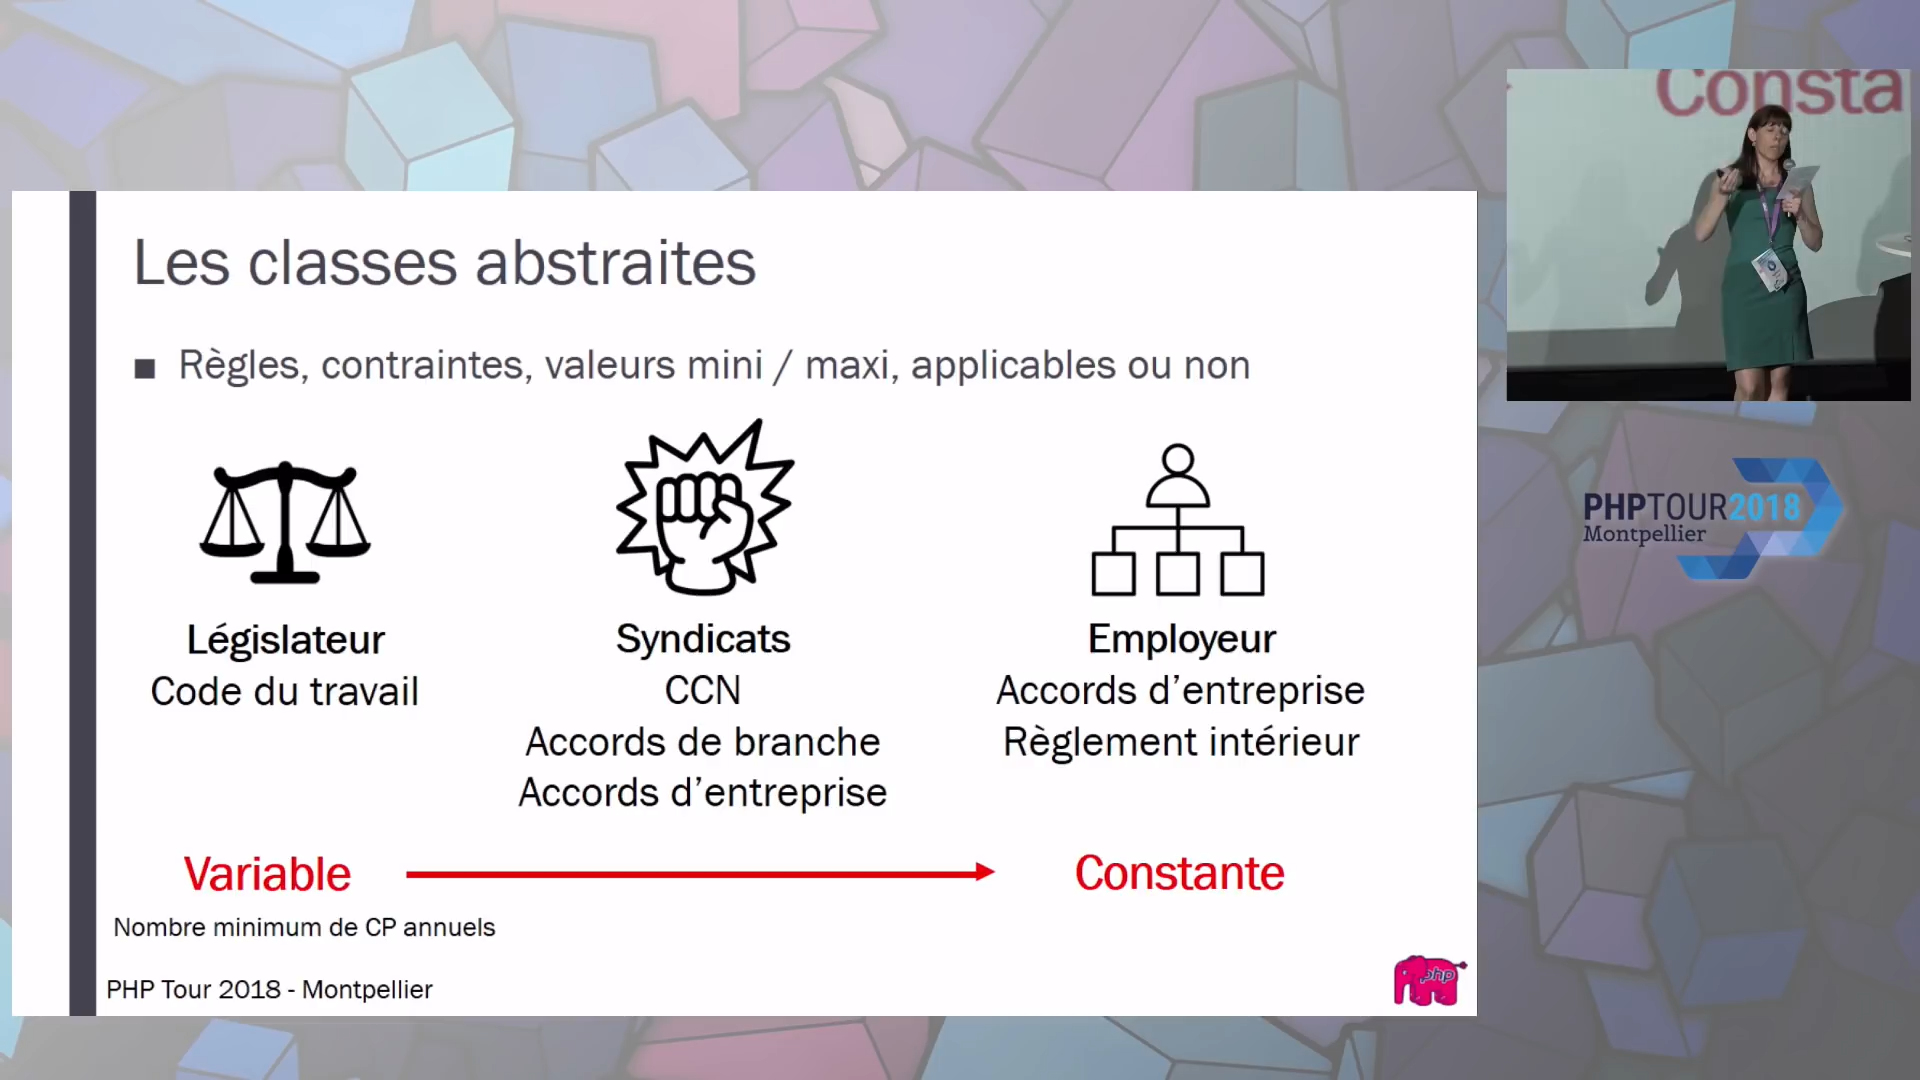 Consta
Les classes abstraites
■ Règles, contraintes, valeurs mini / maxi, applicables ou non
Législateur
Code du travail
Syndicats
CCN
Accords de branche
Accords d’entreprise
Employeur
Accords d’entreprise
Règlement intérieur
Variable
Constante
Nombre minimum de CP annuels
PHP Tour 2018 - Montpellier
php
PHPTOUR2018
Montpellier